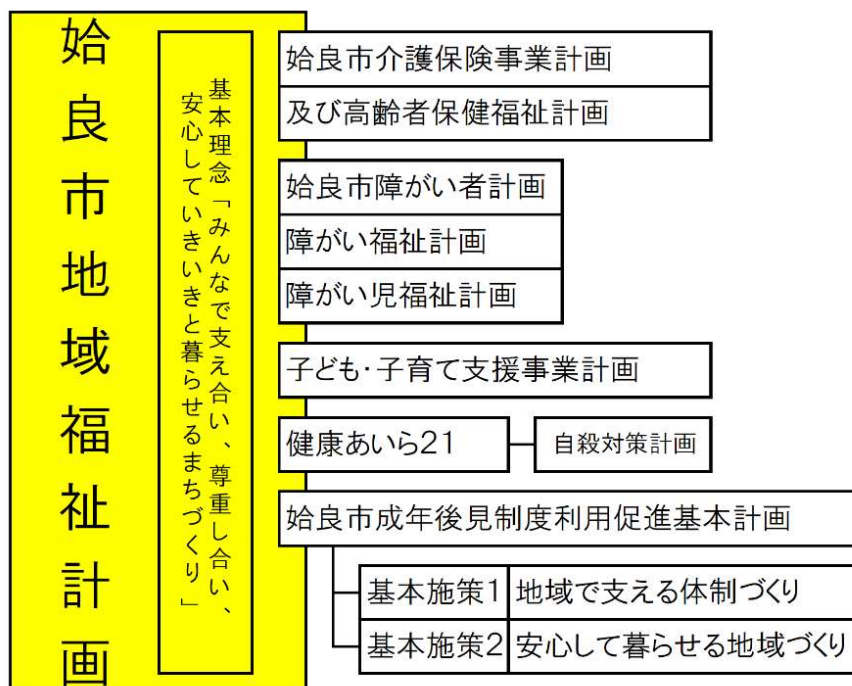 姶良市地域福祉計画
基本理念「みんなで支え合い、尊重し合い、
安心していきいきと暮らせるまちづくり」
姶良市介護保険事業計画
及び高齢者保健福祉計画
姶良市障がい者計画
障がい福祉計画
障がい児福祉計画
子ども・子育て支援事業計画
健康あいら21
自殺対策計画
姶良市成年後見制度利用促進基本計画
基本施策1 地域で支える体制づくり
基本施策2 安心して暮らせる地域づくり